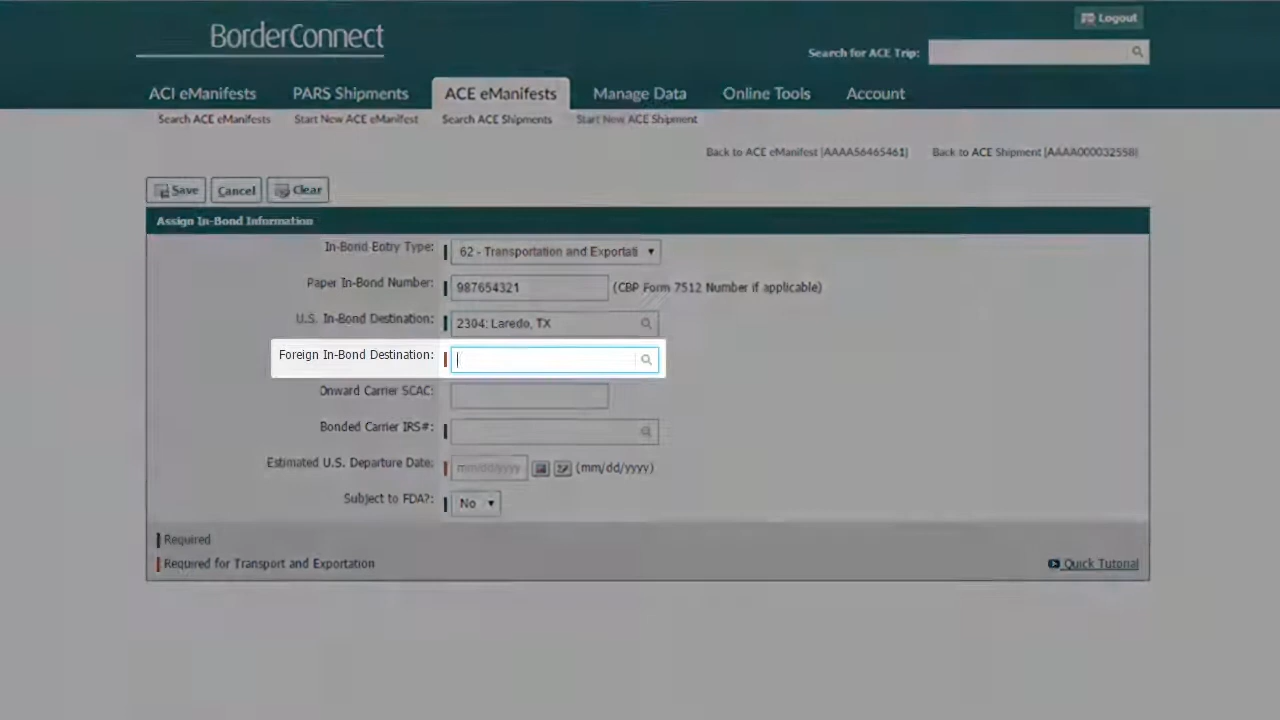 BorderConnect
Logout
Search for ACE Trip:
ACI eManifests PARS Shipments ACE eManifests Manage Data Online Tools Account
Search ACE eManifests Start New ACE eManifest Search ACE Shipments Start New ACE Shipment
Back to ACE eManifest [AAAA56465461] Back to ACE Shipment [AAAA000032558]
Save Cancel Clear
Assign In-Bond Information
In-Bond Entry Type: 62 - Transportation and Exportati
Paper In-Bond Number: 987654321 (CBP Form 7512 Number if applicable)
U.S. In-Bond Destination: 2304: Laredo, TX
Foreign In-Bond Destination:
Onward Carrier SCAC:
Bonded Carrier IRS#:
Estimated U.S. Departure Date: mm/dd/yyyy (mm/dd/yyyy)
Subject to FDA?: No
Required
Required for Transport and Exportation
Quick Tutorial